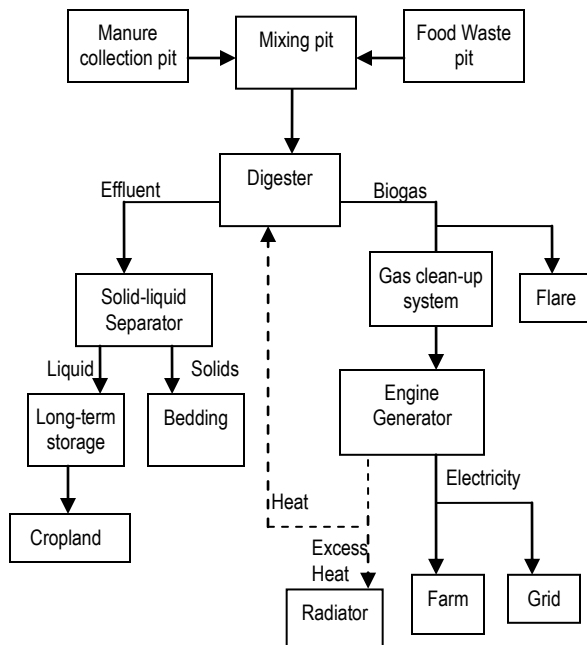 Manure
collection pit
Mixing pit
Food Waste
pit
Digester
Effluent
Biogas
Solid-liquid
Separator
Gas clean-up
system
Flare
Liquid
Solids
Long-term
storage
Bedding
Engine
Generator
Cropland
Heat
Electricity
Excess
Heat
Radiator
Farm
Grid